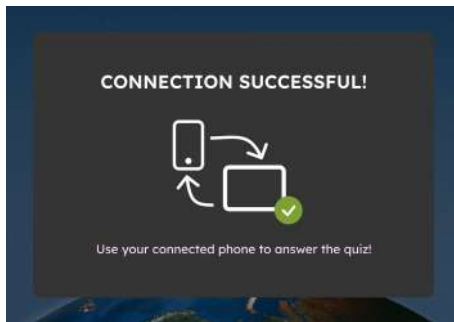 CONNECTION SUCCESSFUL!
Use your connected phone to answer the quiz!